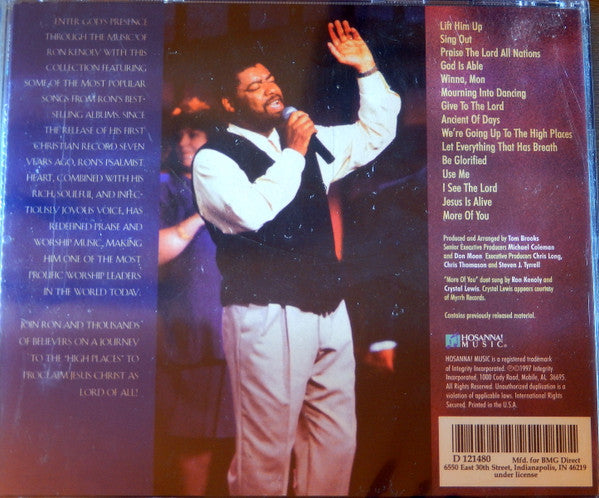 ENTER GOD'S PRESENCE
THROUGH THE MUSIC OF
RON KENOLY WITH THIS
COLLECTION FEATURING
SOME OF THE MOST POPULAR
SONGS FROM RON'S BEST-
SELLING ALBUMS. SINCE
THE RELEASE OF HIS FIRST
CHRISTIAN RECORD SEVEN
YEARS AGO, RON'S PSALMIST
HEART, COMBINED WITH HIS
RICH, SOULFUL, AND INFEC-
TIOUSLY JOYOUS VOICE, HAS
REDEFINED PRAISE AND
WORSHIP MUSIC, MAKING
HIM ONE OF THE MOST
PROLIFIC WORSHIP LEADERS
IN THE WORLD TODAY.
JOIN RON AND THOUSANDS
OF BELIEVERS ON A JOURNEY
TO THE "HIGH PLACES" TO
PROCLAIM JESUS CHRIST AS
LORD OF ALL!
Lift Him Up
Sing Out
Praise The Lord All Nations
God Is Able
Winna, Mon
Mourning Into Dancing
Give To The Lord
Ancient Of Days
We're Going Up To The High Places
Let Everything That Has Breath
Be Glorified
Use Me
I See The Lord
Jesus Is Alive
More Of You
Produced and Arranged by Tom Brooks
Senior Executive Producers Michael Coleman
and Don Moen Executive Producers Chris Long,
Chris Thomason and Steven J. Tyrrell
"More Of You" duet sung by Ron Kenoly and
Crystal Lewis. Crystal Lewis appears courtesy
of Myrrh Records.
Contains previously released material.
HOSANNA!
MUSIC®
HOSANNA! MUSIC is a registered trademark
of Integrity Incorporated. ℗©1997 Integrity
Incorporated, 1000 Cody Road, Mobile, AL 36695.
All Rights Reserved. Unauthorized duplication is a
violation of applicable laws. International Rights
Secured. Printed in the U.S.A.
D 121480 Mfd. for BMG Direct
6550 East 30th Street, Indianapolis, IN 46219
under license